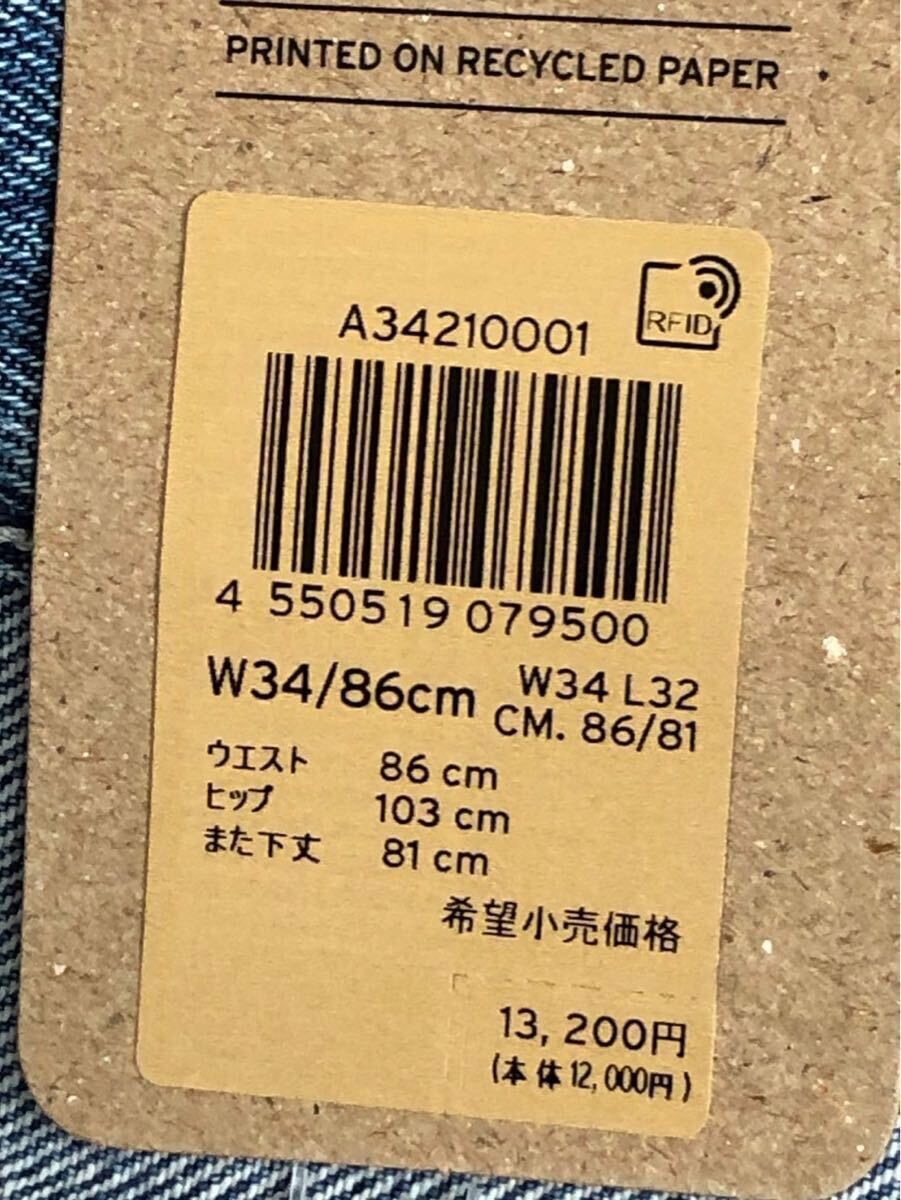 PRINTED ON RECYCLED PAPER
RFID
A34210001
4 550519 079500
W34/86cm
W34 L32
CM. 86/81
ウエスト 86 cm
ヒップ 103 cm
また下丈 81 cm
希望小売価格
13, 200円
(本体12,000円)